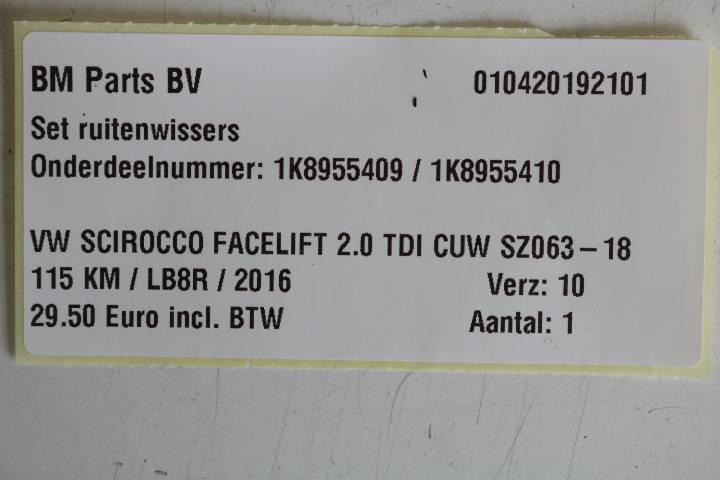 BM Parts BV 010420192101
Set ruitenwissers
Onderdeelnummer: 1K8955409 / 1K8955410
VW SCIROCCO FACELIFT 2.0 TDI CUW SZ063-18
115 KM / LB8R / 2016 Verz: 10
29.50 Euro incl. BTW Aantal: 1